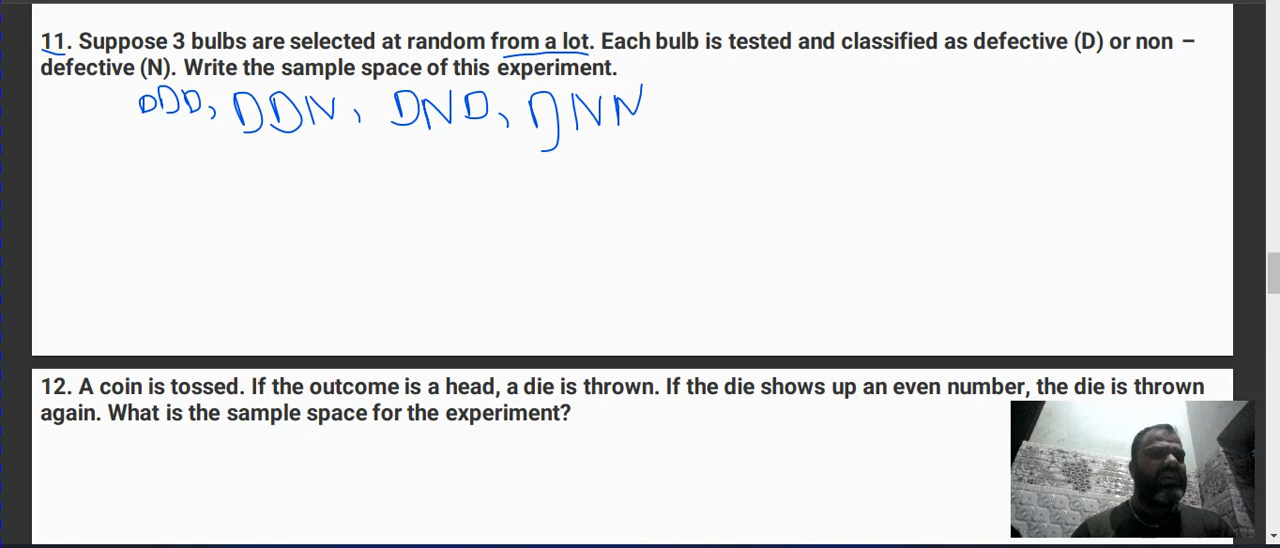 11. Suppose 3 bulbs are selected at random from a lot. Each bulb is tested and classified as defective (D) or non –
defective (N). Write the sample space of this experiment.
DDD, DDN, DND, DNN
12. A coin is tossed. If the outcome is a head, a die is thrown. If the die shows up an even number, the die is thrown
again. What is the sample space for the experiment?